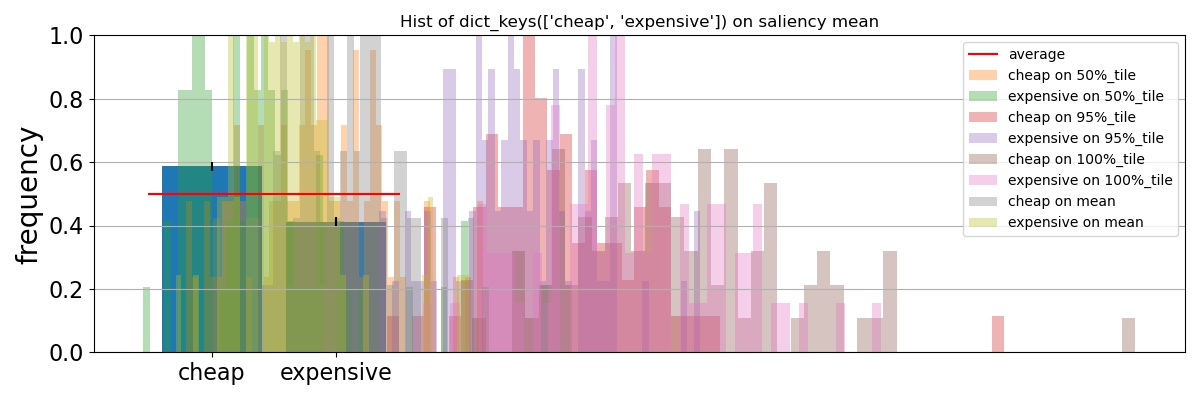 Hist of dict_keys(['cheap', 'expensive']) on saliency mean
1.0
0.8
0.6
0.4
0.2
0.0
frequency
cheap
expensive
average
cheap on 50%_tile
expensive on 50%_tile
cheap on 95%_tile
expensive on 95%_tile
cheap on 100%_tile
expensive on 100%_tile
cheap on mean
expensive on mean